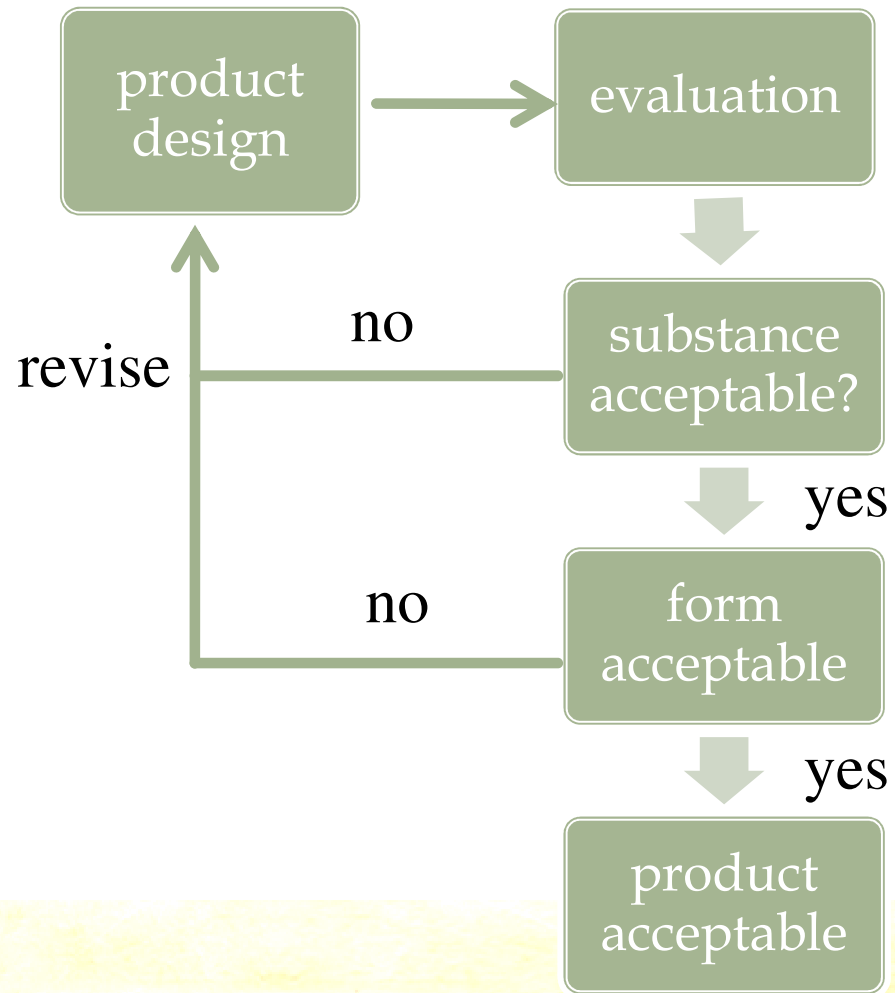 product
design
evaluation
no
substance
acceptable?
revise
yes
no
form
acceptable
yes
product
acceptable